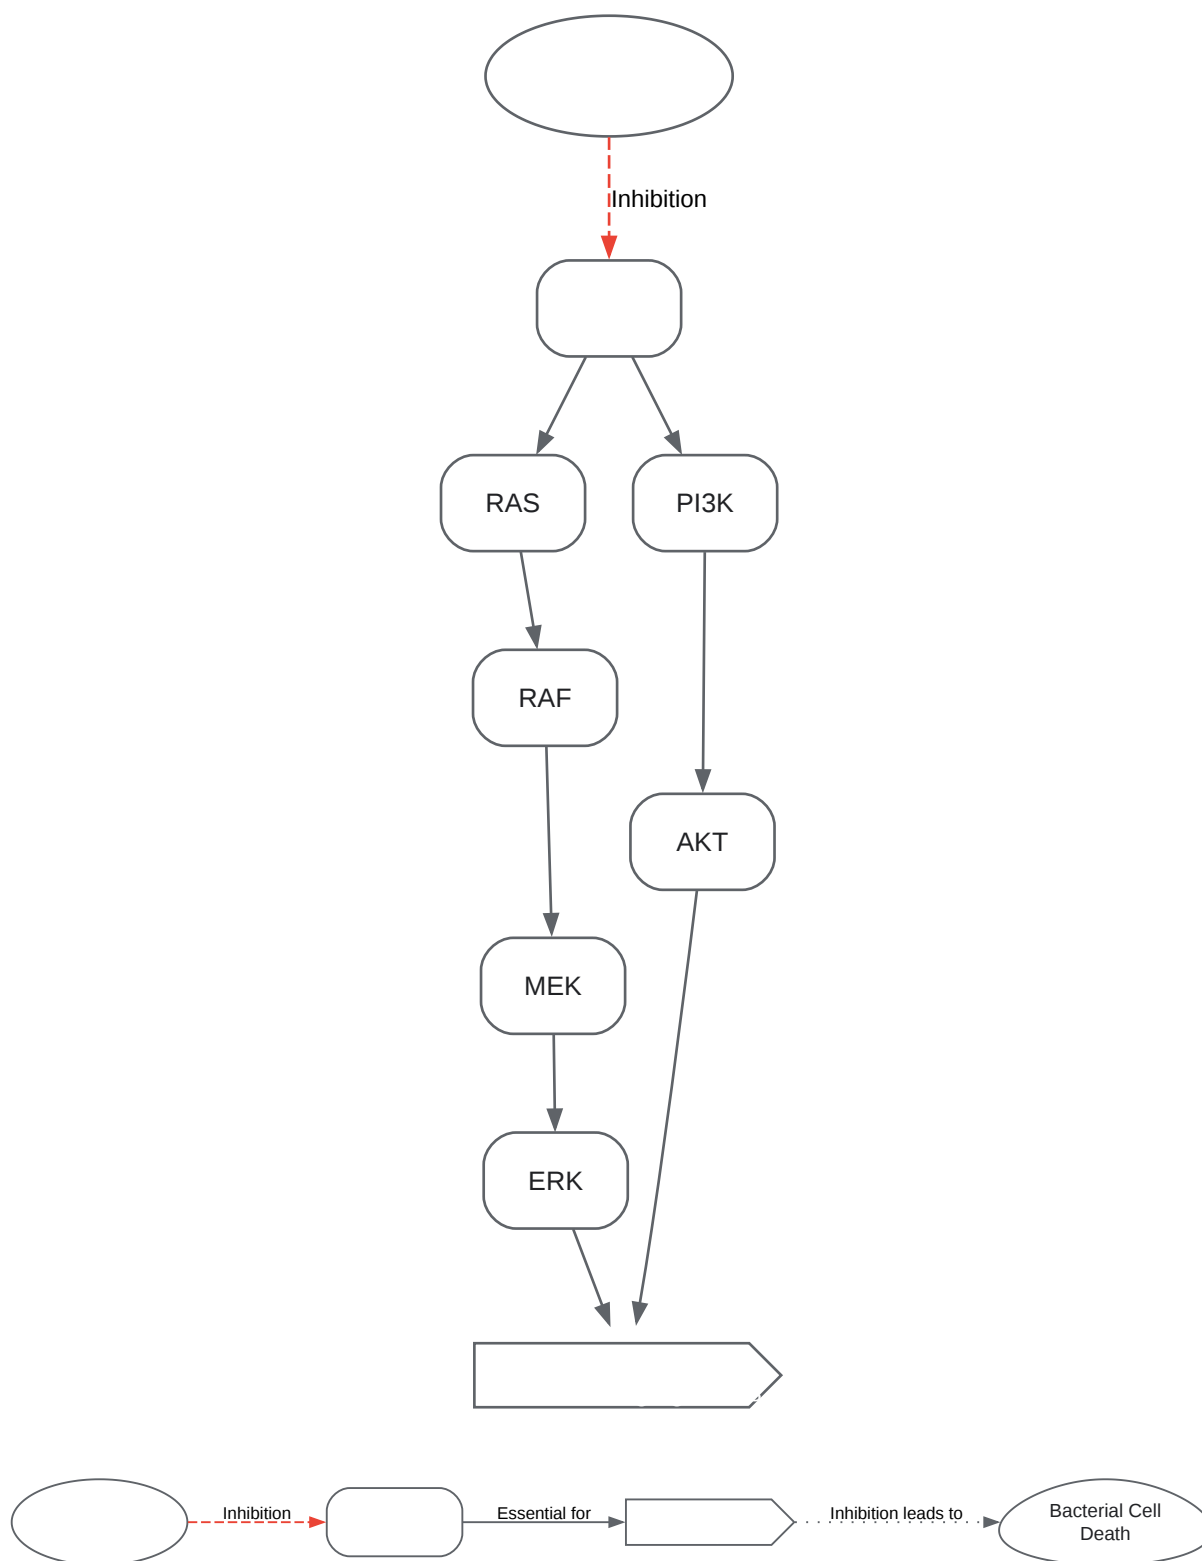 Inhibition
RAS
PI3K
RAF
AKT
MEK
ERK
Inhibition
Essential for
Inhibition leads to
Bacterial Cell
Death